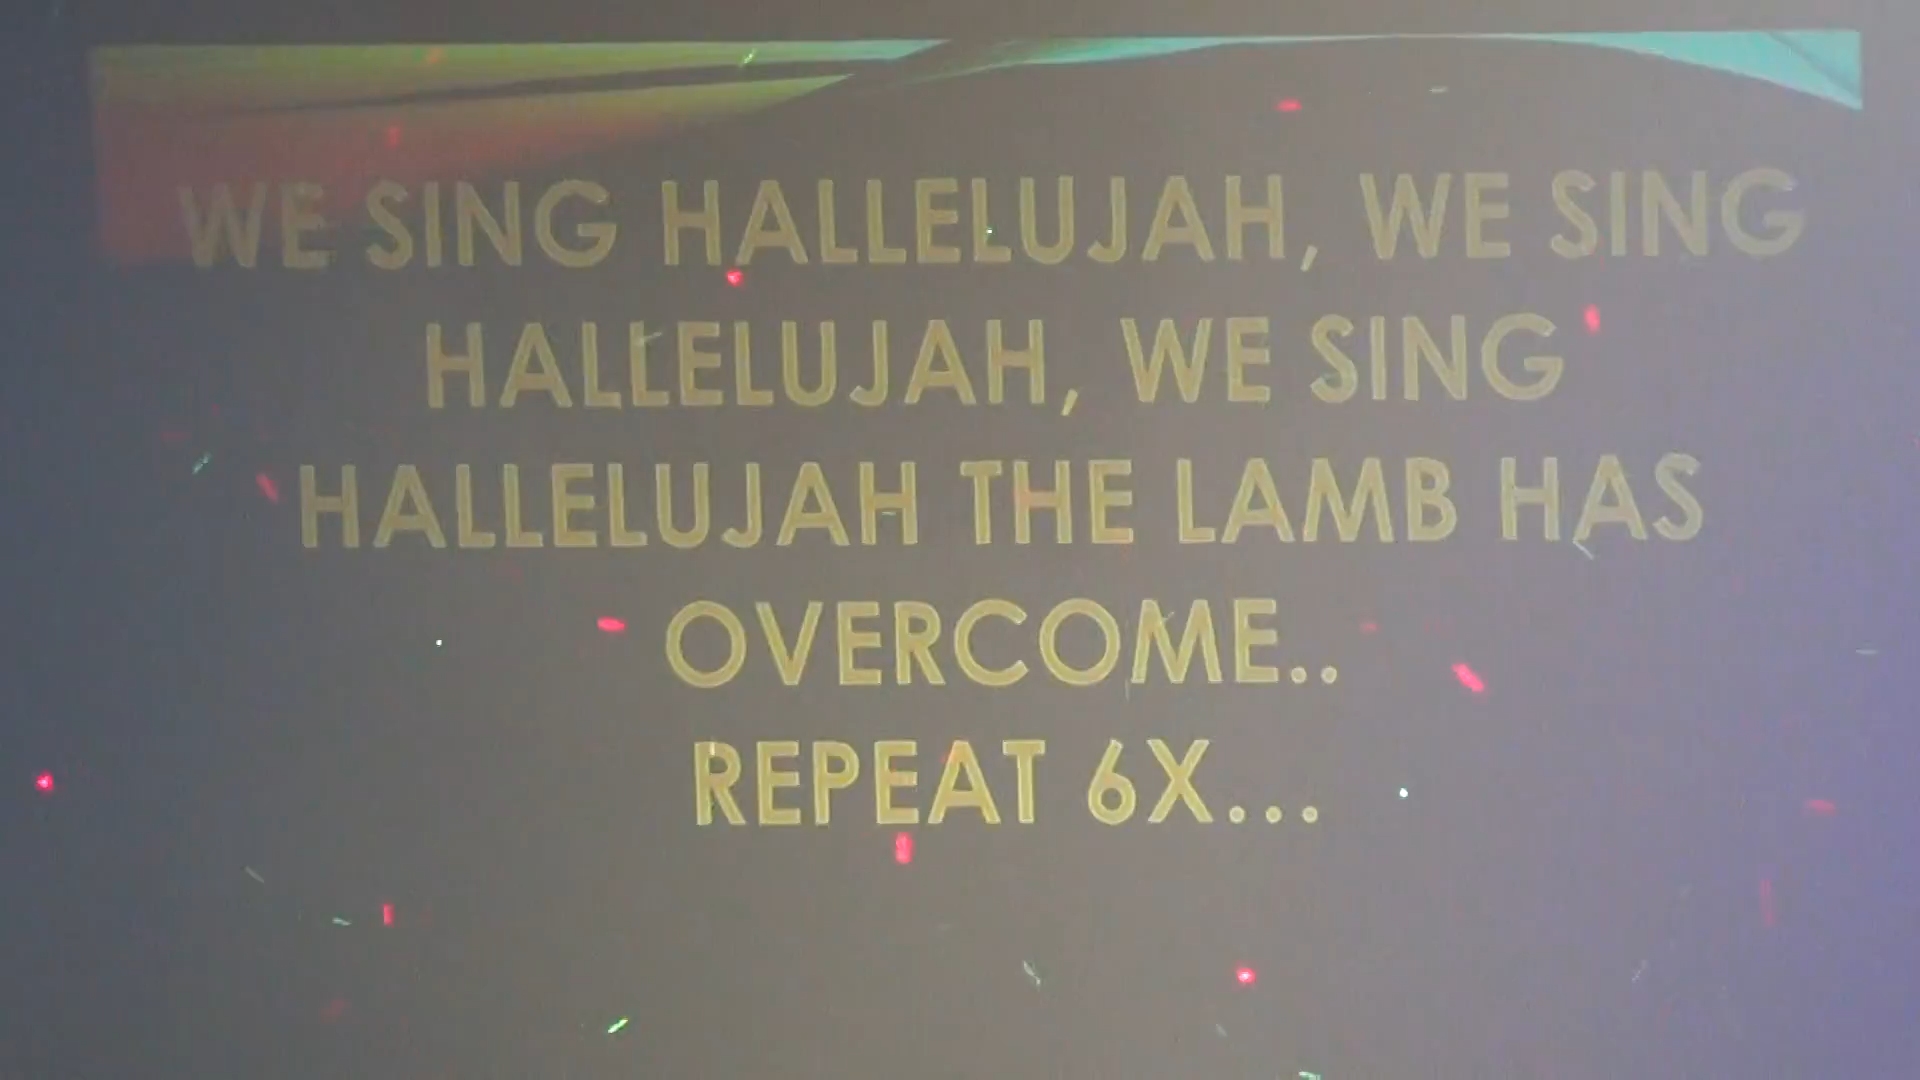 WE SING HALLELUJAH, WE SING
HALLELUJAH, WE SING
HALLELUJAH THE LAMB HAS
OVERCOME..
REPEAT 6X...